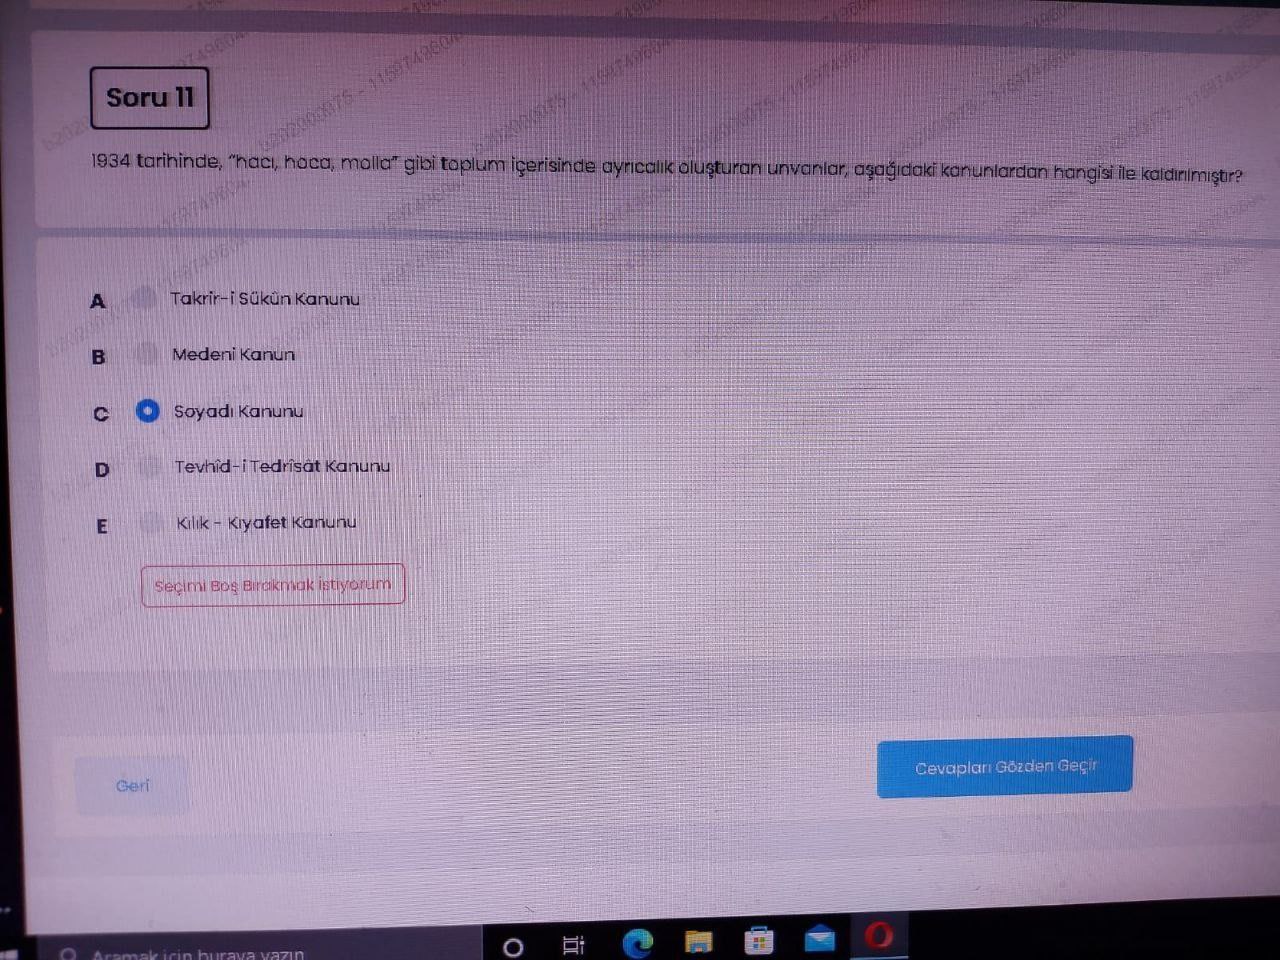 Soru 11
1934 tarihinde, "hacı, hoca, molla" gibi toplum içerisinde ayrıcalık oluşturan unvanlar, aşağıdaki kanunlardan hangisi ile kaldırılmıştır?
A Takrîr-i Sükûn Kanunu
B Medeni Kanun
C Soyadı Kanunu
D Tevhîd-i Tedrîsât Kanunu
E Kılık - Kıyafet Kanunu
Seçimi Boş Bırakmak İstiyorum
Geri
Cevapları Gözden Geçir
Aramak için buraya yazın